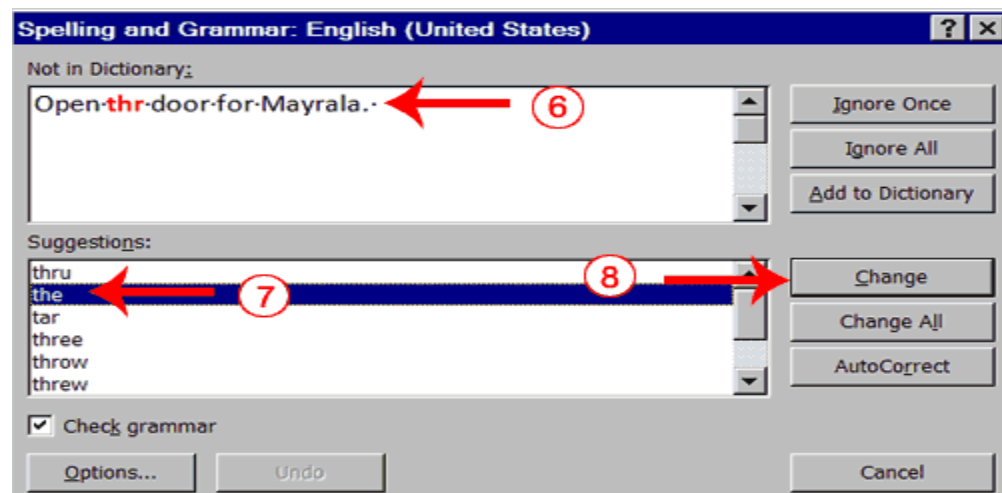 Spelling and Grammar: English (United States)
Not in Dictionary:
Open·thr·door·for·Mayrala.·
6
Ignore Once
Ignore All
Add to Dictionary
Suggestions:
thru
the
tar
three
throw
threw
7
8
Change
Change All
AutoCorrect
Check grammar
Options...
Undo
Cancel